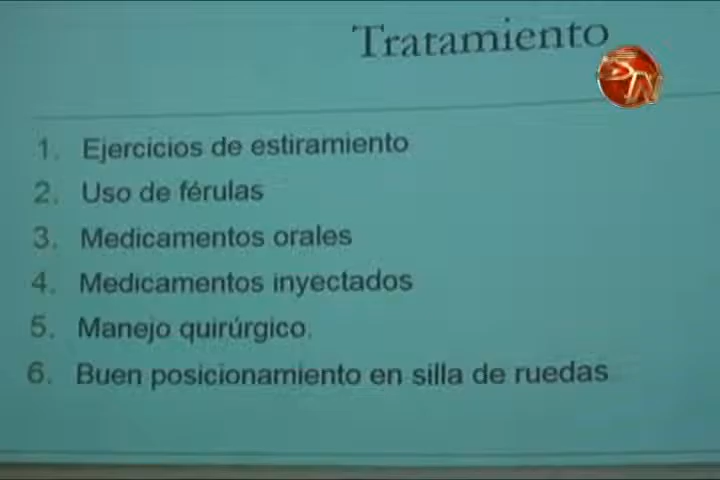 Tratamiento
1. Ejercicios de estiramiento
2. Uso de férulas
3. Medicamentos orales
4. Medicamentos inyectados
5. Manejo quirúrgico.
6. Buen posicionamiento en silla de ruedas